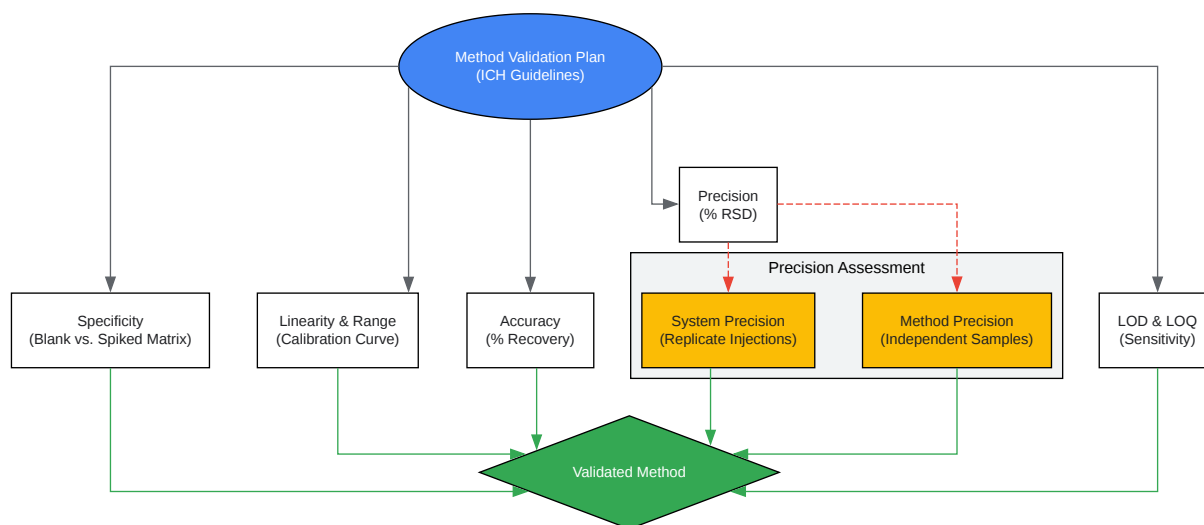 Method Validation Plan
(ICH Guidelines)
Precision
(% RSD)
Precision Assessment
Specificity
(Blank vs. Spiked Matrix)
Linearity & Range
(Calibration Curve)
Accuracy
(% Recovery)
System Precision
(Replicate Injections)
Method Precision
(Independent Samples)
LOD & LOQ
(Sensitivity)
Validated Method